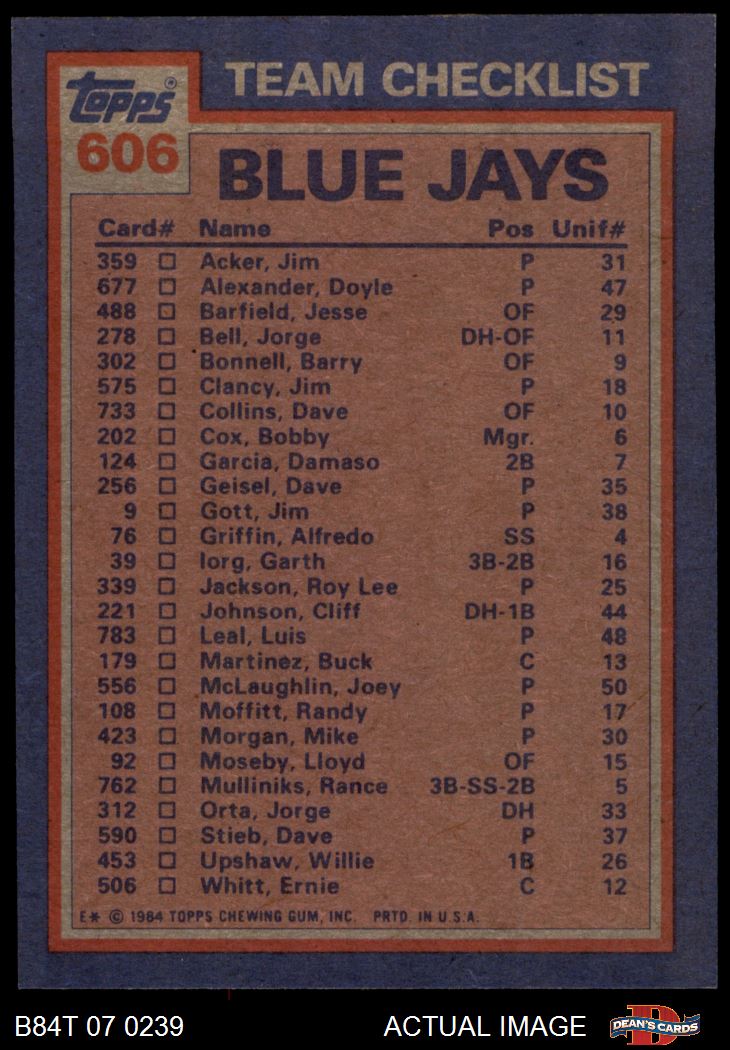 TEAM CHECKLIST
Topps ®
606
BLUE JAYS
Card# Name Pos Unif#
359 Acker, Jim P 31
677 Alexander, Doyle P 47
488 Barfield, Jesse OF 29
278 Bell, Jorge DH-OF 11
302 Bonnell, Barry OF 9
575 Clancy, Jim P 18
733 Collins, Dave OF 10
202 Cox, Bobby Mgr. 6
124 Garcia, Damaso 2B 7
256 Geisel, Dave P 35
9 Gott, Jim P 38
76 Griffin, Alfredo SS 4
39 Iorg, Garth 3B-2B 16
339 Jackson, Roy Lee P 25
221 Johnson, Cliff DH-1B 44
783 Leal, Luis P 48
179 Martinez, Buck C 13
556 McLaughlin, Joey P 50
108 Moffitt, Randy P 17
423 Morgan, Mike P 30
92 Moseby, Lloyd OF 15
762 Mulliniks, Rance 3B-SS-2B 5
312 Orta, Jorge DH 33
590 Stieb, Dave P 37
453 Upshaw, Willie 1B 26
506 Whitt, Ernie C 12
E* © 1984 TOPPS CHEWING GUM, INC. PRTD. IN U.S.A.
B84T 07 0239 ACTUAL IMAGE
D
DEAN'S CARDS